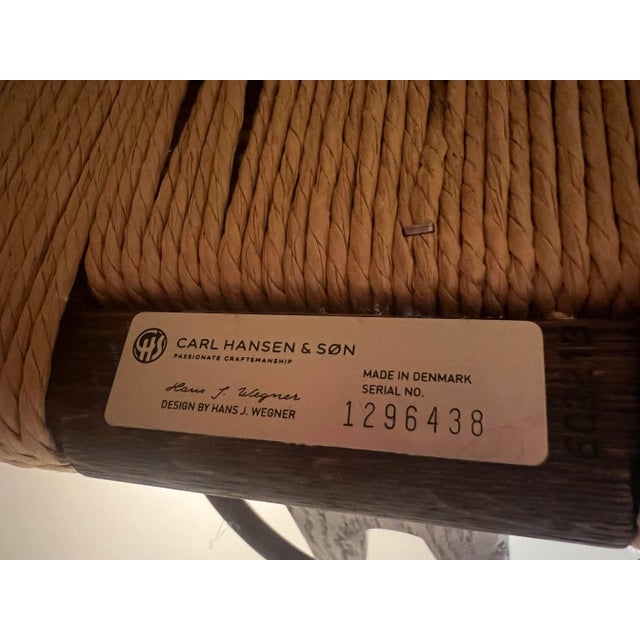 CARL HANSEN & SØN
PASSIONATE CRAFTSMANSHIP
Hans J. Wegner
DESIGN BY HANS J. WEGNER
MADE IN DENMARK
SERIAL NO.
1296438